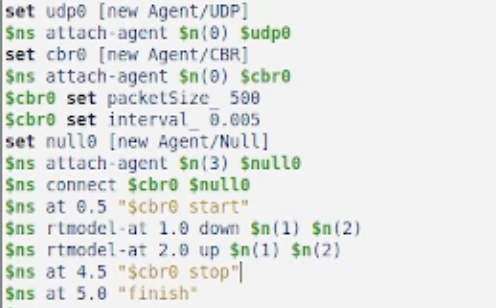 set udp0 [new Agent/UDP]
$ns attach-agent $n(0) $udp0
set cbr0 [new Agent/CBR]
$ns attach-agent $n(0) $cbr0
$cbr0 set packetSize_ 500
$cbr0 set interval_ 0.005
set null0 [new Agent/Null]
$ns attach-agent $n(3) $null0
$ns connect $cbr0 $null0
$ns at 0.5 "$cbr0 start"
$ns rtmodel-at 1.0 down $n(1) $n(2)
$ns rtmodel-at 2.0 up $n(1) $n(2)
$ns at 4.5 "$cbr0 stop"
$ns at 5.0 "finish"